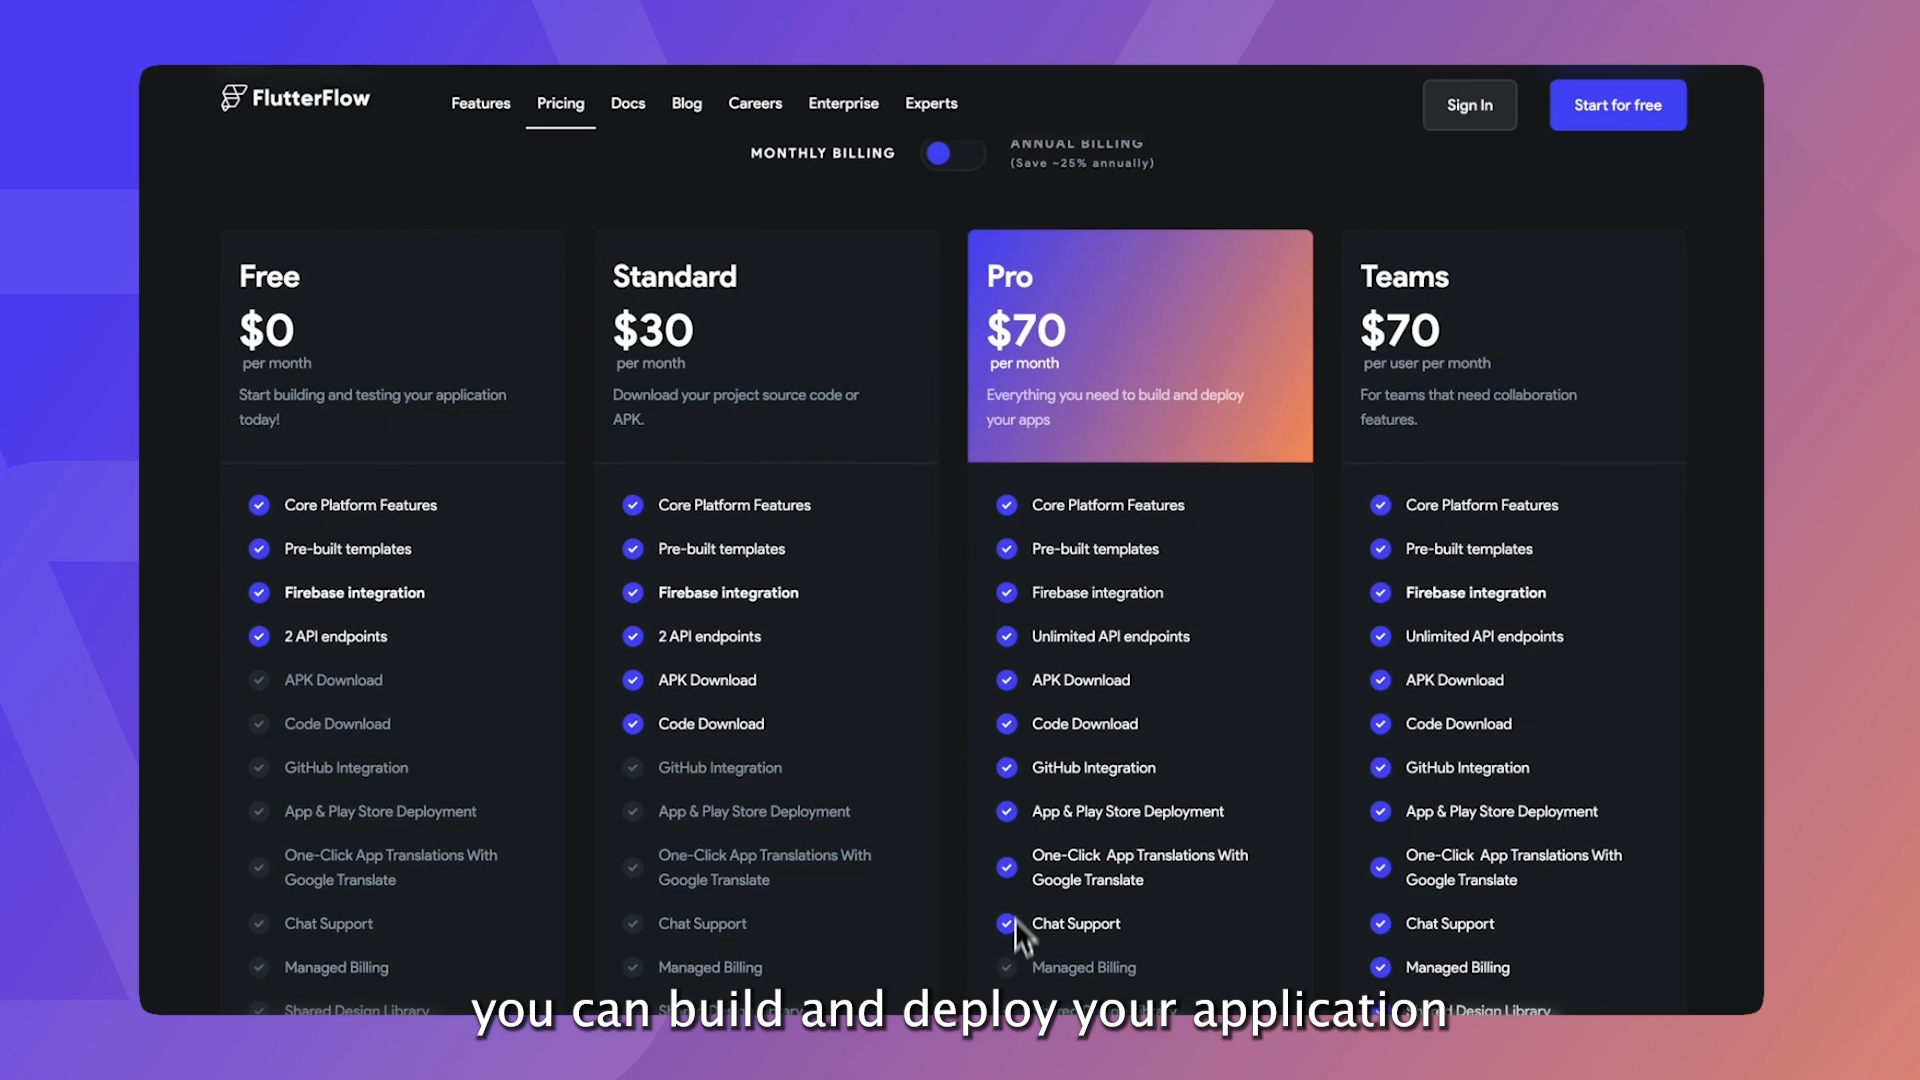 FlutterFlow
Features Pricing Docs Blog Careers Enterprise Experts
Sign In
Start for free
MONTHLY BILLING
ANNUAL BILLING
(Save ~25% annually)
Free
$0
per month
Start building and testing your application
today!
Core Platform Features
Pre-built templates
Firebase integration
2 API endpoints
APK Download
Code Download
GitHub Integration
App & Play Store Deployment
One-Click App Translations With
Google Translate
Chat Support
Managed Billing
Shared Design Library
Standard
$30
per month
Download your project source code or
APK.
Core Platform Features
Pre-built templates
Firebase integration
2 API endpoints
APK Download
Code Download
GitHub Integration
App & Play Store Deployment
One-Click App Translations With
Google Translate
Chat Support
Managed Billing
Pro
$70
per month
Everything you need to build and deploy
your apps
Core Platform Features
Pre-built templates
Firebase integration
Unlimited API endpoints
APK Download
Code Download
GitHub Integration
App & Play Store Deployment
One-Click App Translations With
Google Translate
Chat Support
Managed Billing
Teams
$70
per user per month
For teams that need collaboration
features.
Core Platform Features
Pre-built templates
Firebase integration
Unlimited API endpoints
APK Download
Code Download
GitHub Integration
App & Play Store Deployment
One-Click App Translations With
Google Translate
Chat Support
Managed Billing
Design Library
you can build and deploy your application